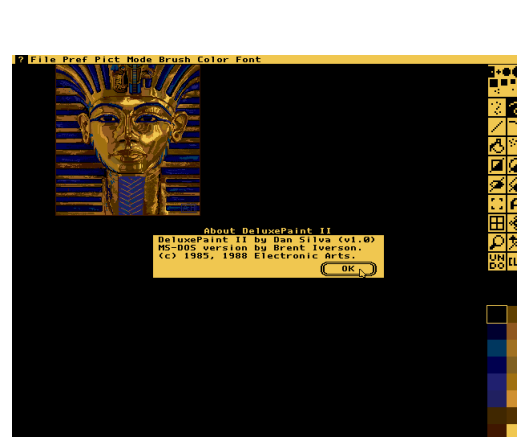 ? File Pref Pict Mode Brush Color Font
About DeluxePaint II
DeluxePaint II by Dan Silva (v1.0)
MS-DOS version by Brent Iverson.
(c) 1985, 1988 Electronic Arts.
OK
UN
DO